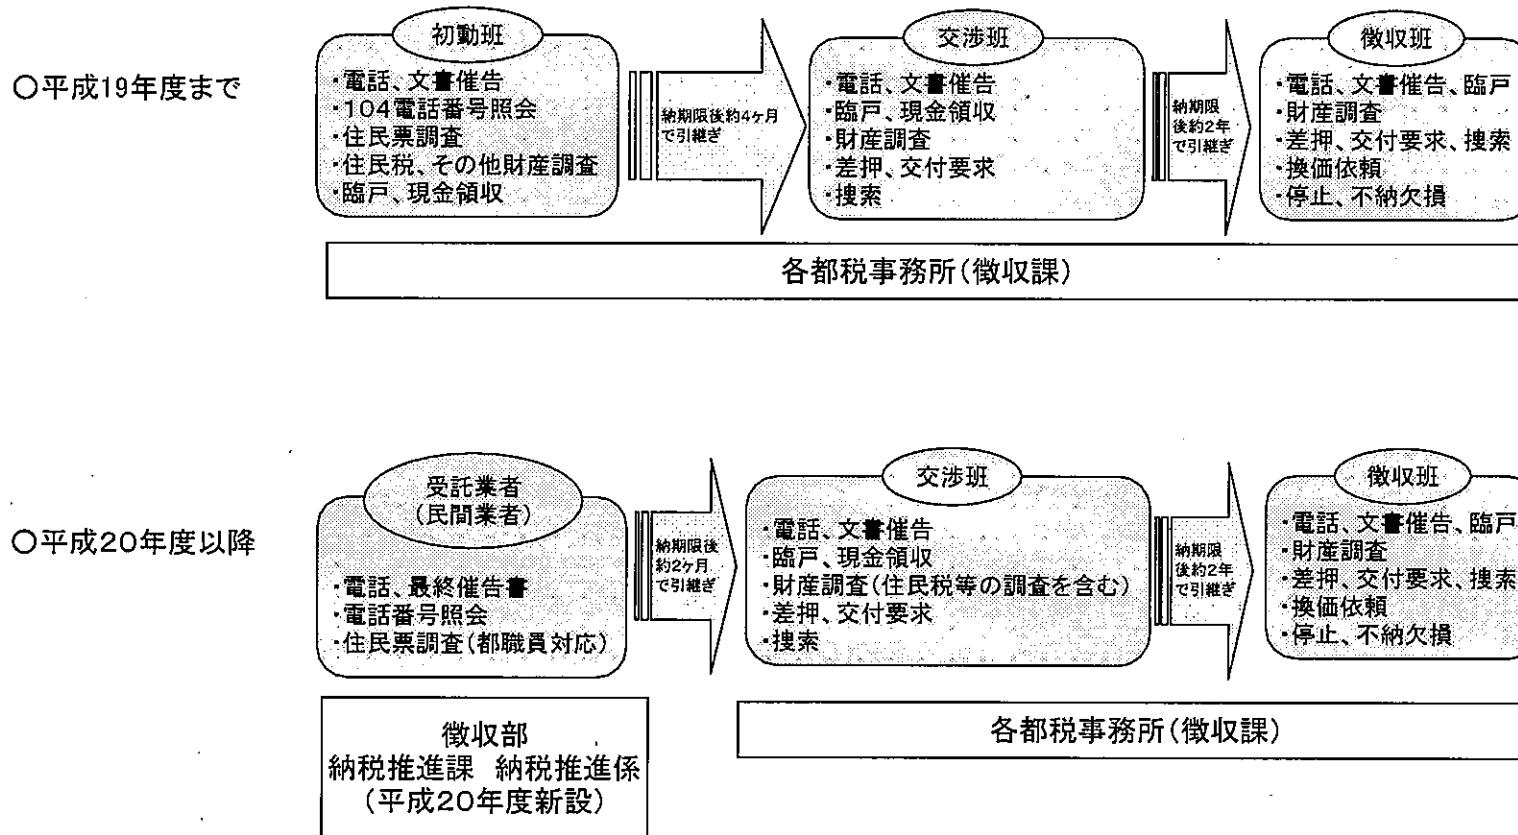 ○平成19年度まで
初動班
・電話、文書催告
・104電話番号照会
・住民票調査
・住民税、その他財産調査
・臨戸、現金領収
納期限後約4ヶ月
で引継ぎ
交渉班
・電話、文書催告
・臨戸、現金領収
・財産調査
・差押、交付要求
・捜索
納期限
後約2年
で引継ぎ
徴収班
・電話、文書催告、臨戸
・財産調査
・差押、交付要求、捜索
・換価依頼
・停止、不納欠損
各都税事務所(徴収課)
○平成20年度以降
受託業者
(民間業者)
・電話、最終催告書
・電話番号照会
・住民票調査(都職員対応)
納期限後
約2ヶ月
で引継ぎ
交渉班
・電話、文書催告
・臨戸、現金領収
・財産調査(住民税等の調査を含む)
・差押、交付要求
・捜索
納期限
後約2年
で引継ぎ
徴収班
・電話、文書催告、臨戸
・財産調査
・差押、交付要求、捜索
・換価依頼
・停止、不納欠損
徴収部
納税推進課 納税推進係
(平成20年度新設)
各都税事務所(徴収課)